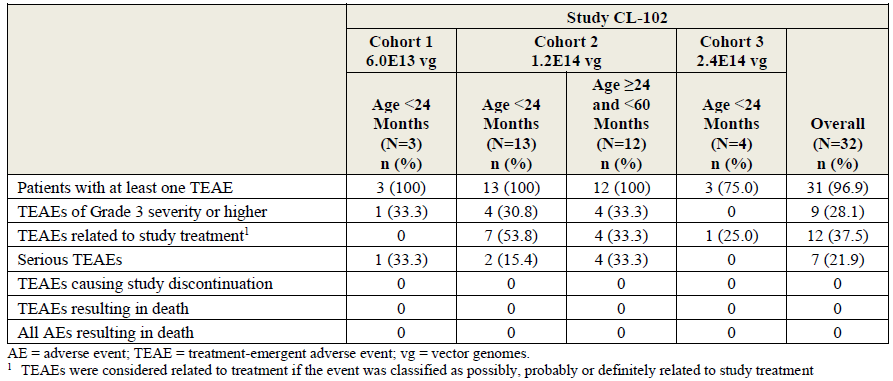 Study CL-102
Cohort 1
6.0E13 vg
Cohort 2
1.2E14 vg
Cohort 3
2.4E14 vg
Age <24
Months
(N=3)
n (%)
Age <24
Months
(N=13)
n (%)
Age ≥24
and <60
Months
(N=12)
n (%)
Age <24
Months
(N=4)
n (%)
Overall
(N=32)
n (%)
Patients with at least one TEAE 3 (100) 13 (100) 12 (100) 3 (75.0) 31 (96.9)
TEAEs of Grade 3 severity or higher 1 (33.3) 4 (30.8) 4 (33.3) 0 9 (28.1)
TEAEs related to study treatment1 0 7 (53.8) 4 (33.3) 1 (25.0) 12 (37.5)
Serious TEAEs 1 (33.3) 2 (15.4) 4 (33.3) 0 7 (21.9)
TEAEs causing study discontinuation 0 0 0 0 0
TEAEs resulting in death 0 0 0 0 0
All AEs resulting in death 0 0 0 0 0
AE = adverse event; TEAE = treatment-emergent adverse event; vg = vector genomes.
1 TEAEs were considered related to treatment if the event was classified as possibly, probably or definitely related to study treatment